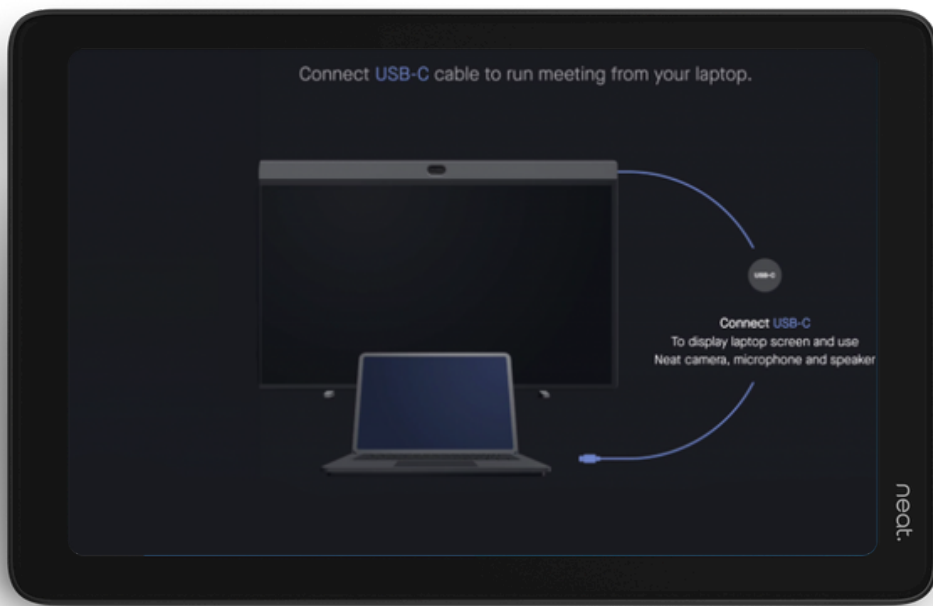 Connect USB-C cable to run meeting from your laptop.
USB-C
Connect USB-C
To display laptop screen and use
Neat camera, microphone and speaker
neat.